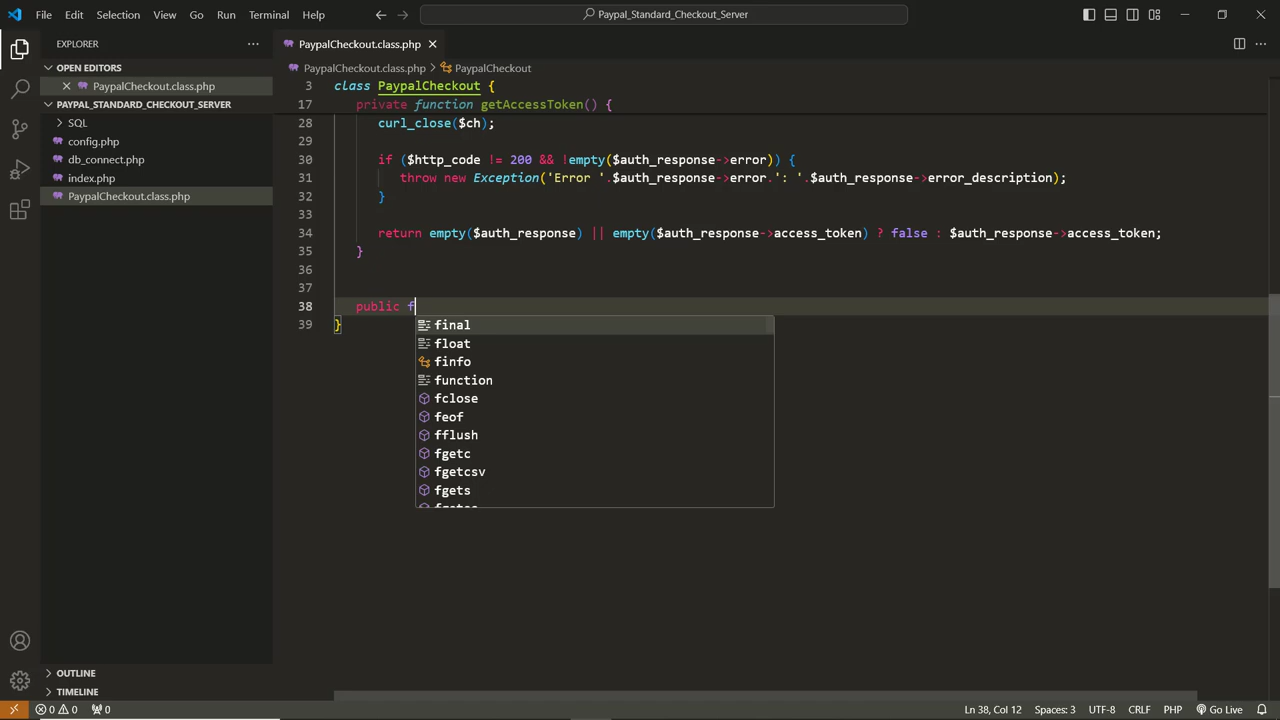 File Edit Selection View Go Run Terminal Help Paypal_Standard_Checkout_Server
EXPLORER
OPEN EDITORS
PaypalCheckout.class.php
PAYPAL_STANDARD_CHECKOUT_SERVER
SQL
config.php
db_connect.php
index.php
PaypalCheckout.class.php
OUTLINE
TIMELINE
PaypalCheckout.class.php
PaypalCheckout.class.php > PaypalCheckout
3 class PaypalCheckout {
17 private function getAccessToken() {
28 curl_close($ch);
29
30 if ($http_code != 200 && !empty($auth_response->error)) {
31 throw new Exception('Error '.$auth_response->error.': '.$auth_response->error_description);
32 }
33
34 return empty($auth_response) || empty($auth_response->access_token) ? false : $auth_response->access_token;
35 }
36
37
38 public f
39 }
final
float
finfo
function
fclose
feof
fflush
fgetc
fgetcsv
fgets
0 0 0 Ln 38, Col 12 Spaces: 3 UTF-8 CRLF PHP Go Live